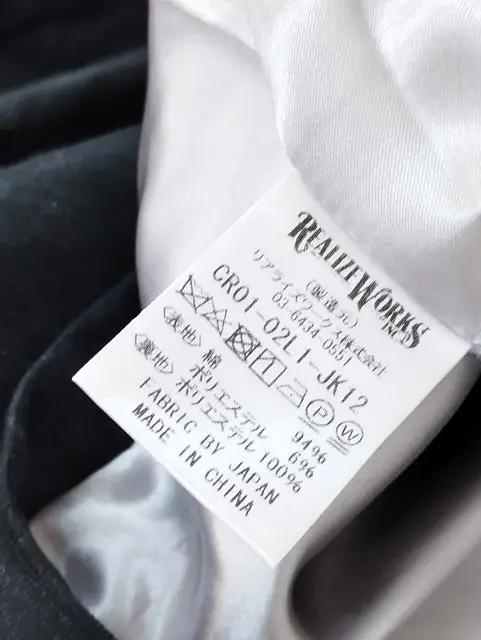 REALIZE WORKS
INC.
(製造元)
リアライズワークス株式会社
03-6434-0551
CR01-02L1-JK12
P W
〈表地〉 綿 94%
ポリエステル 6%
〈裏地〉 ポリエステル 100%
FABRIC BY JAPAN
MADE IN CHINA